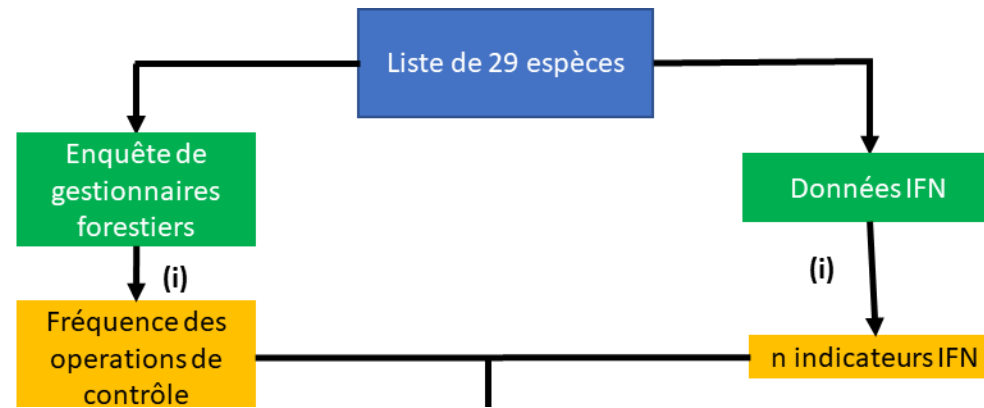 Liste de 29 espèces
Enquête de
gestionnaires
forestiers
Données IFN
(i)
(i)
Fréquence des
operations de
contrôle
n indicateurs IFN